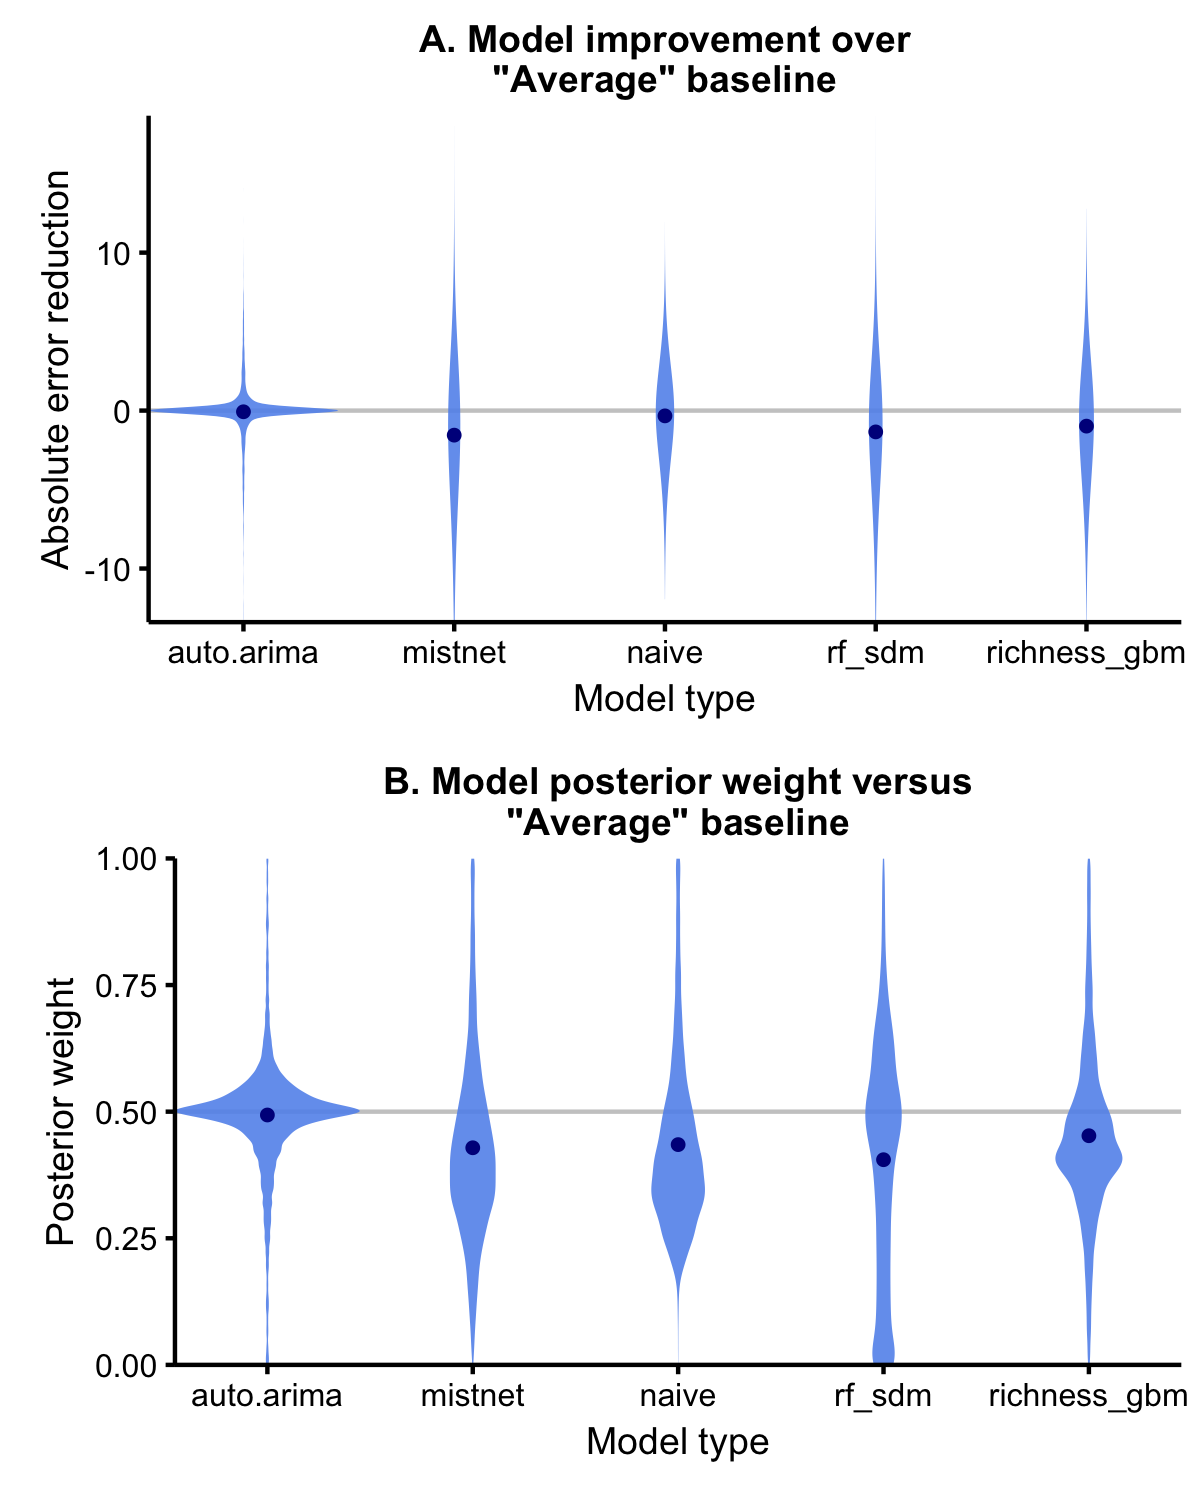 A. Model improvement over
"Average" baseline
Absolute error reduction
10
0
-10
auto.arima mistnet naive rf_sdm richness_gbm
Model type
B. Model posterior weight versus
"Average" baseline
Posterior weight
1.00
0.75
0.50
0.25
0.00
auto.arima mistnet naive rf_sdm richness_gbm
Model type